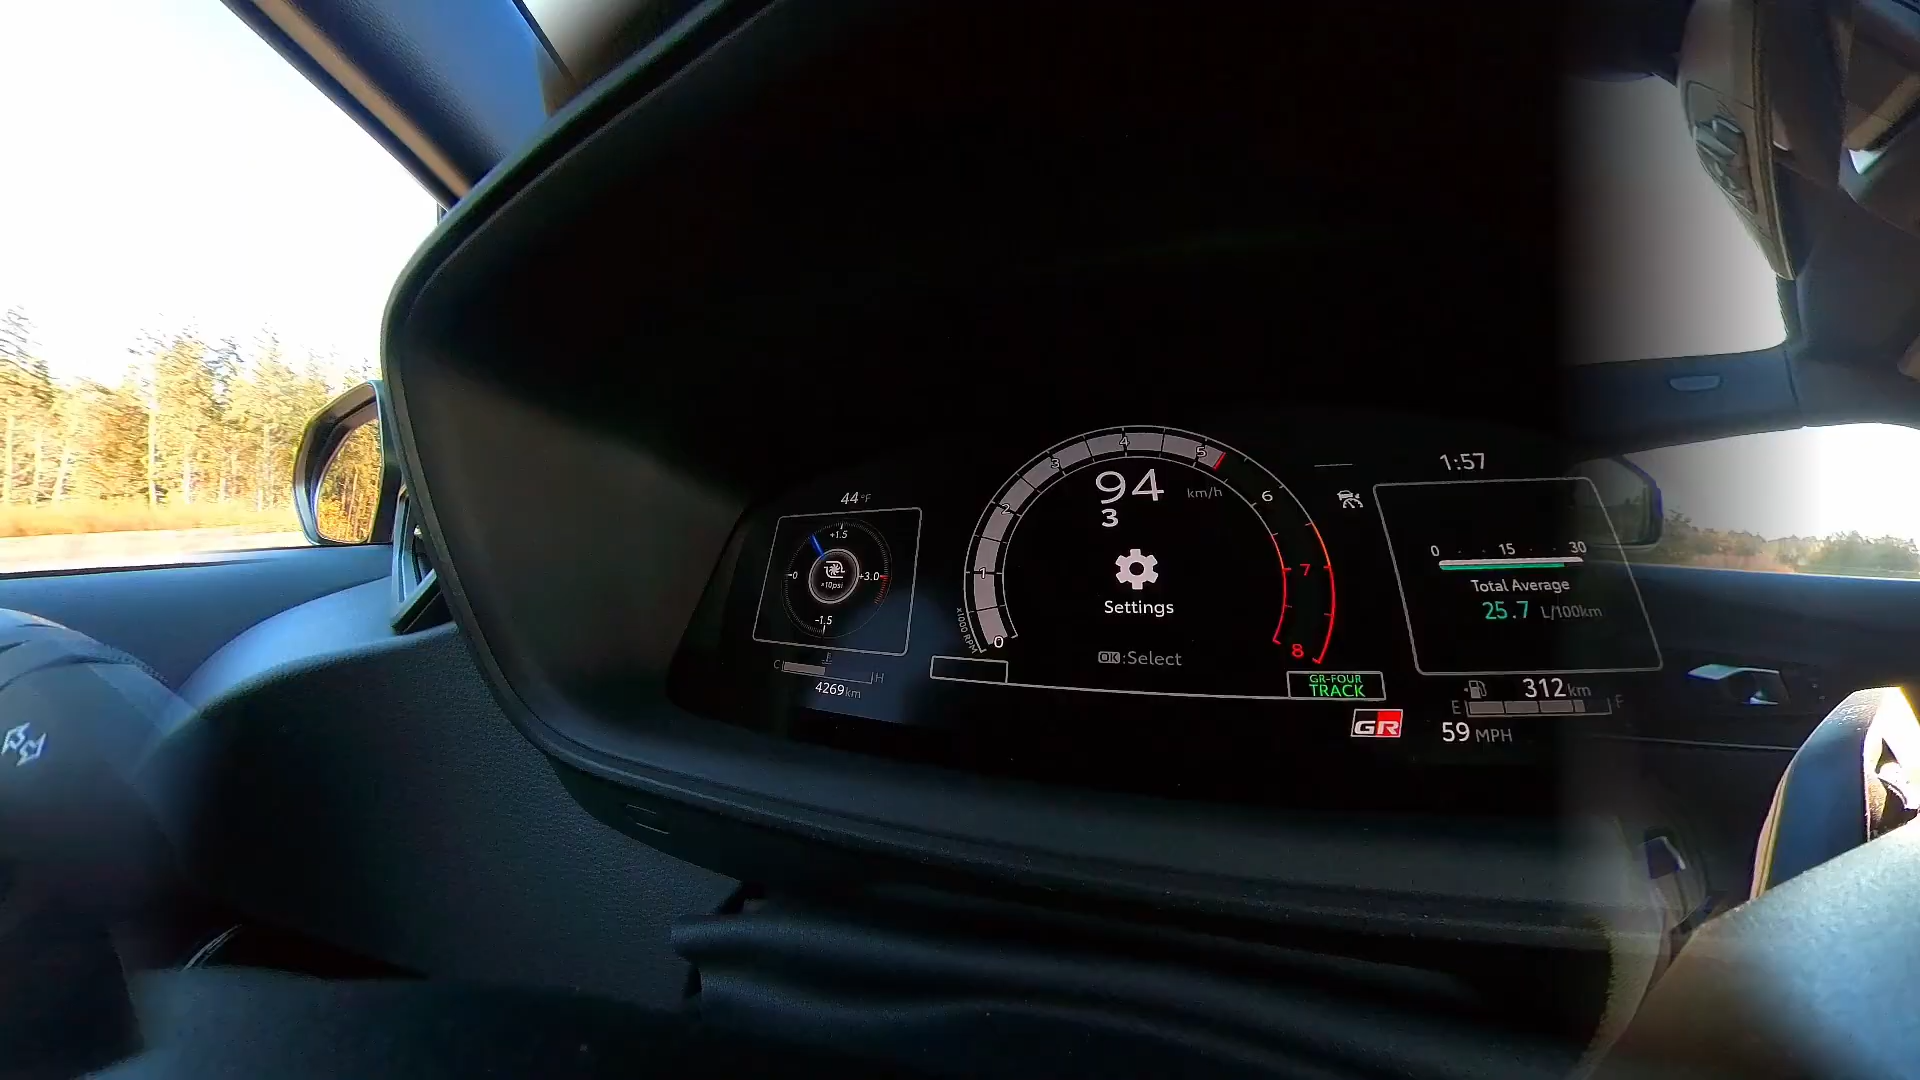 44°F
+1.5
0
+3.0
×10psi
-1.5
C H
4269km
0
1
2
3
4
5
6
7
8
×1000 RPM
94 km/h
3
Settings
OK:Select
GR-FOUR
TRACK
GR
1:57
0 15 30
Total Average
25.7 L/100km
312km
E F
59 MPH